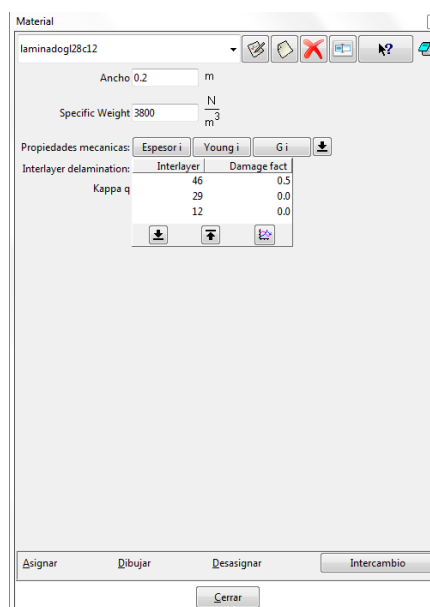 Material
laminadogl28c12
Ancho 0.2 m
Specific Weight 3800 N/m3
Propiedades mecanicas: Espesor i Young i G i
Interlayer delamination: Interlayer Damage fact
Kappa q 46 0.5
29 0.0
12 0.0
Asignar Dibujar Desasignar Intercambio
Cerrar